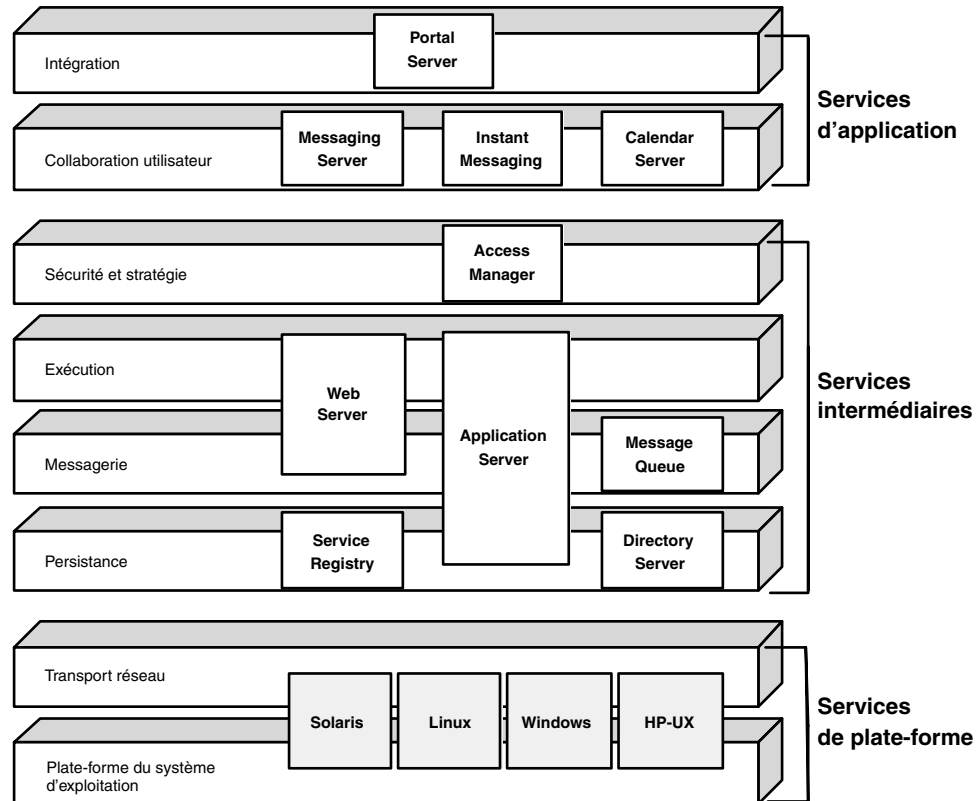 Portal
Server
Intégration
Services
d’application
Messaging
Server
Instant
Messaging
Calendar
Server
Collaboration utilisateur
Access
Manager
Sécurité et stratégie
Exécution
Web
Server
Services
intermédiaires
Application
Server
Message
Queue
Messagerie
Service
Registry
Directory
Server
Persistance
Transport réseau
Solaris
Linux
Windows
HP-UX
Services
de plate-forme
Plate-forme du système
d’exploitation